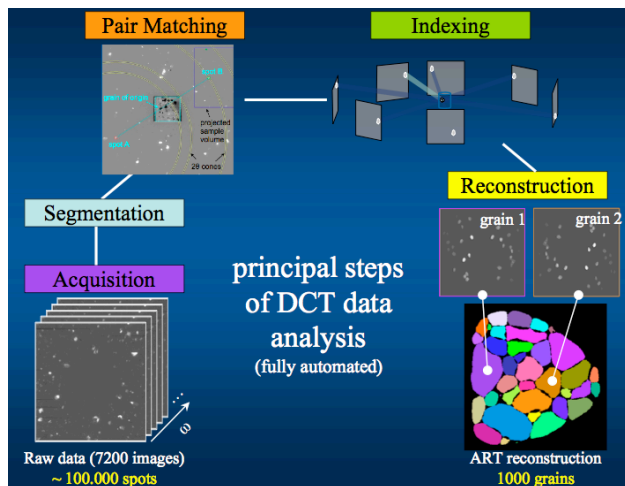 Pair Matching
Indexing
spot B
grain of origin
projected
sample
volume
spot A
2θ cones
Segmentation
Reconstruction
grain 1
grain 2
Acquisition
principal steps
of DCT data
analysis
(fully automated)
...
ω
Raw data (7200 images)
~ 100.000 spots
ART reconstruction
1000 grains